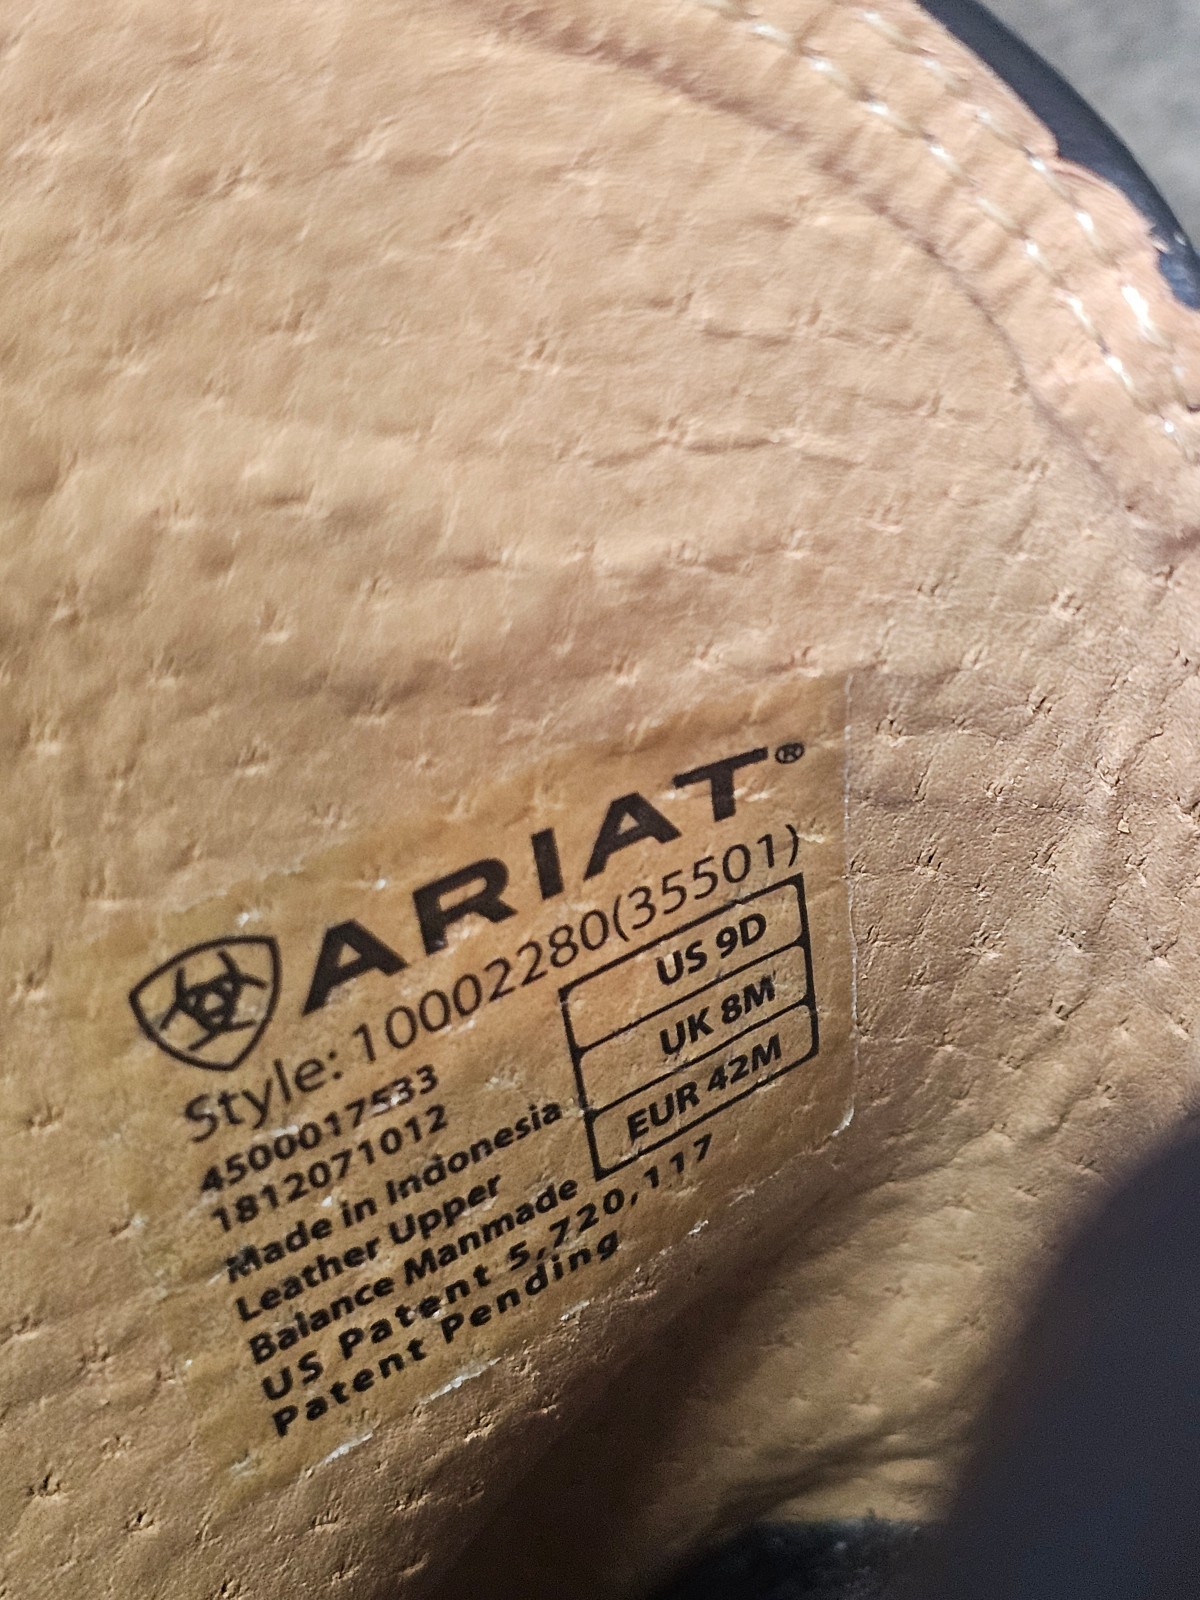 ARIAT®
Style: 10002280(35501)
4500017533
1812071012
Made in Indonesia
Leather Upper
Balance Manmade
US Patent 5,720,117
Patent Pending
US 9D
UK 8M
EUR 42M